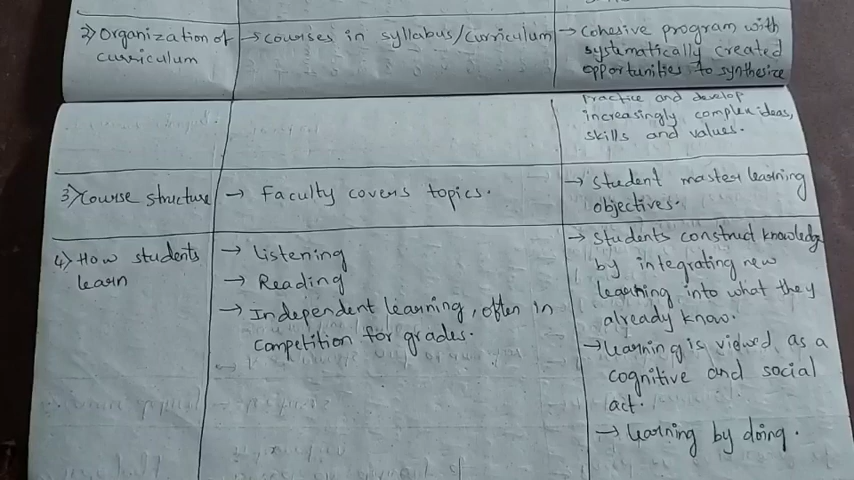 2) Organization of
curriculum
→ courses in syllabus/curriculum
→ cohesive program with
systematically created
opportunities to synthesize
Practice and develop
increasingly complex ideas,
skills and values.
3) Course structure
→ Faculty covers topics.
→ Student master learning
objectives.
4) How students
learn
→ Listening
→ Reading
→ Independent learning, often in
competition for grades.
→ Students construct knowledge
by integrating new
learning into what they
already know.
→ learning is viewed as a
cognitive and social
act.
→ learning by doing.